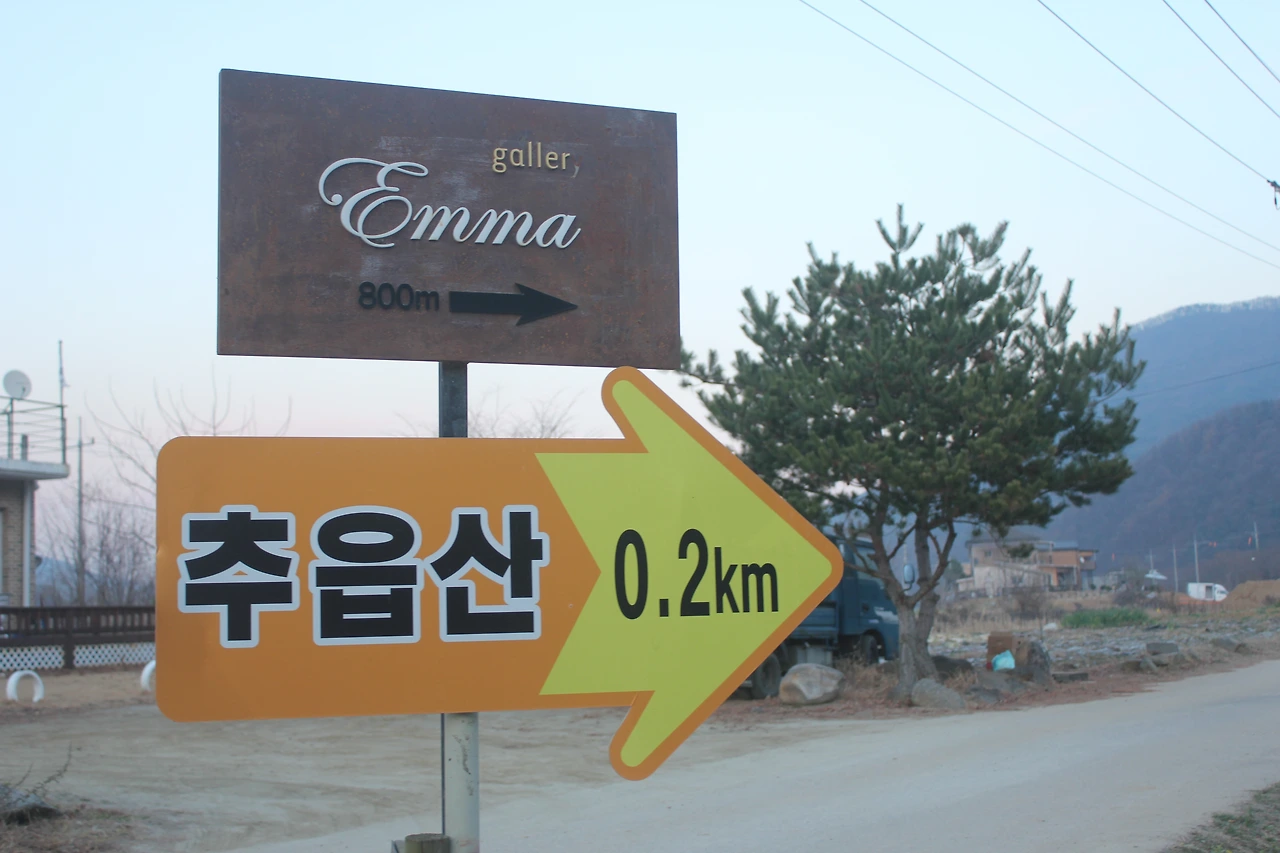 galler,
Emma
800m
추읍산
0.2km